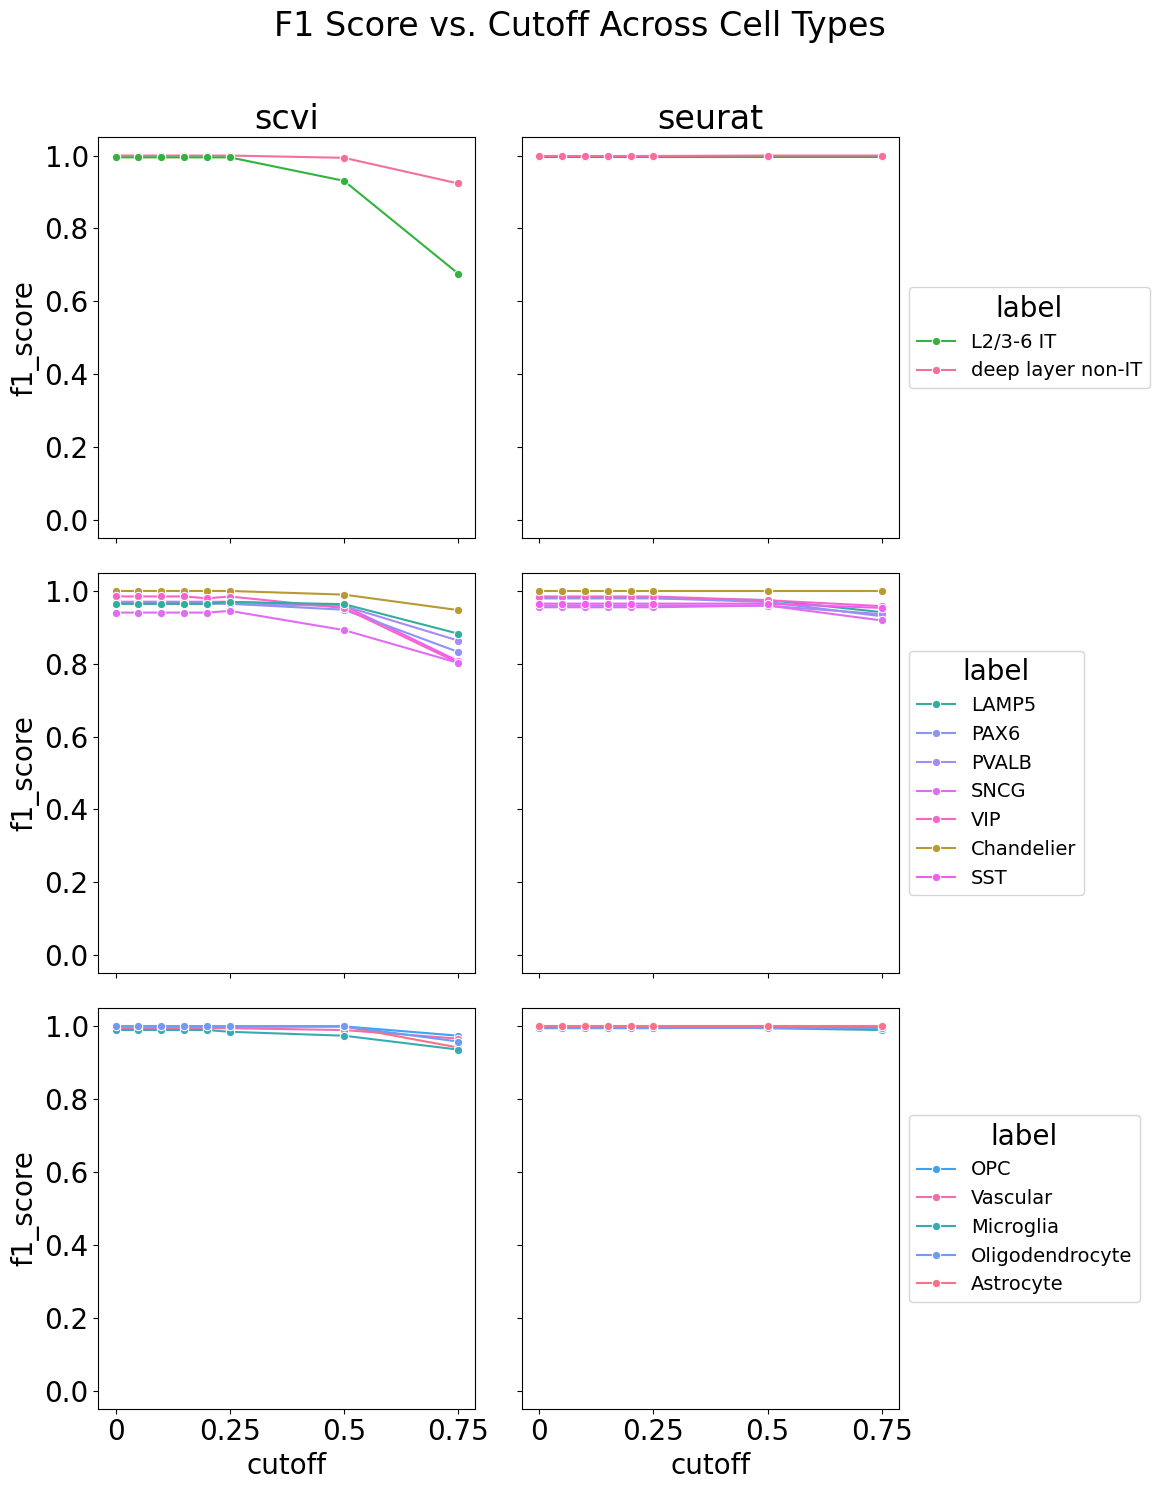 F1 Score vs. Cutoff Across Cell Types
scvi
seurat
1.0
0.8
0.6
0.4
0.2
0.0
f1_score
label
L2/3-6 IT
deep layer non-IT
1.0
0.8
0.6
0.4
0.2
0.0
f1_score
label
LAMP5
PAX6
PVALB
SNCG
VIP
Chandelier
SST
1.0
0.8
0.6
0.4
0.2
0.0
f1_score
label
OPC
Vascular
Microglia
Oligodendrocyte
Astrocyte
0 0.25 0.5 0.75
cutoff
0 0.25 0.5 0.75
cutoff